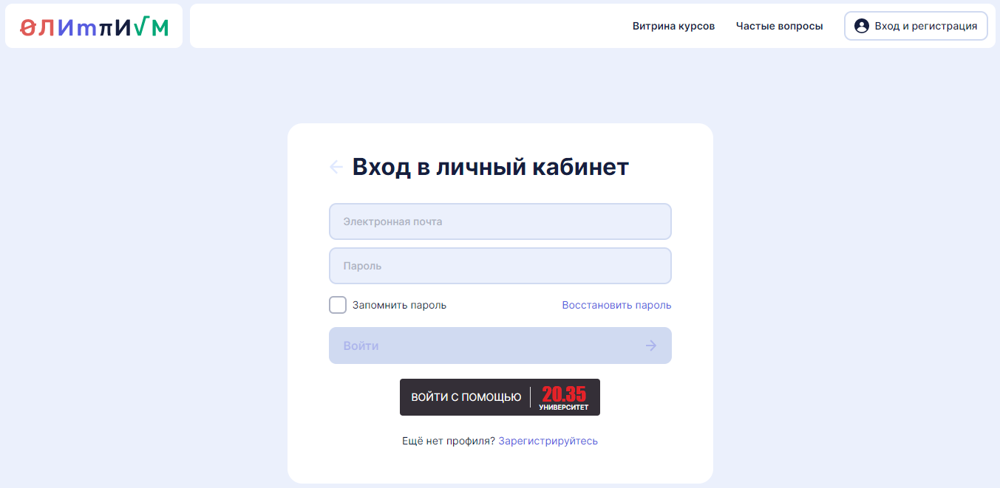 ОЛИmπИ√М
Витрина курсов
Частые вопросы
Вход и регистрация
Вход в личный кабинет
Электронная почта
Пароль
Запомнить пароль
Восстановить пароль
Войти
ВОЙТИ С ПОМОЩЬЮ
20.35
УНИВЕРСИТЕТ
Ещё нет профиля? Зарегистрируйтесь